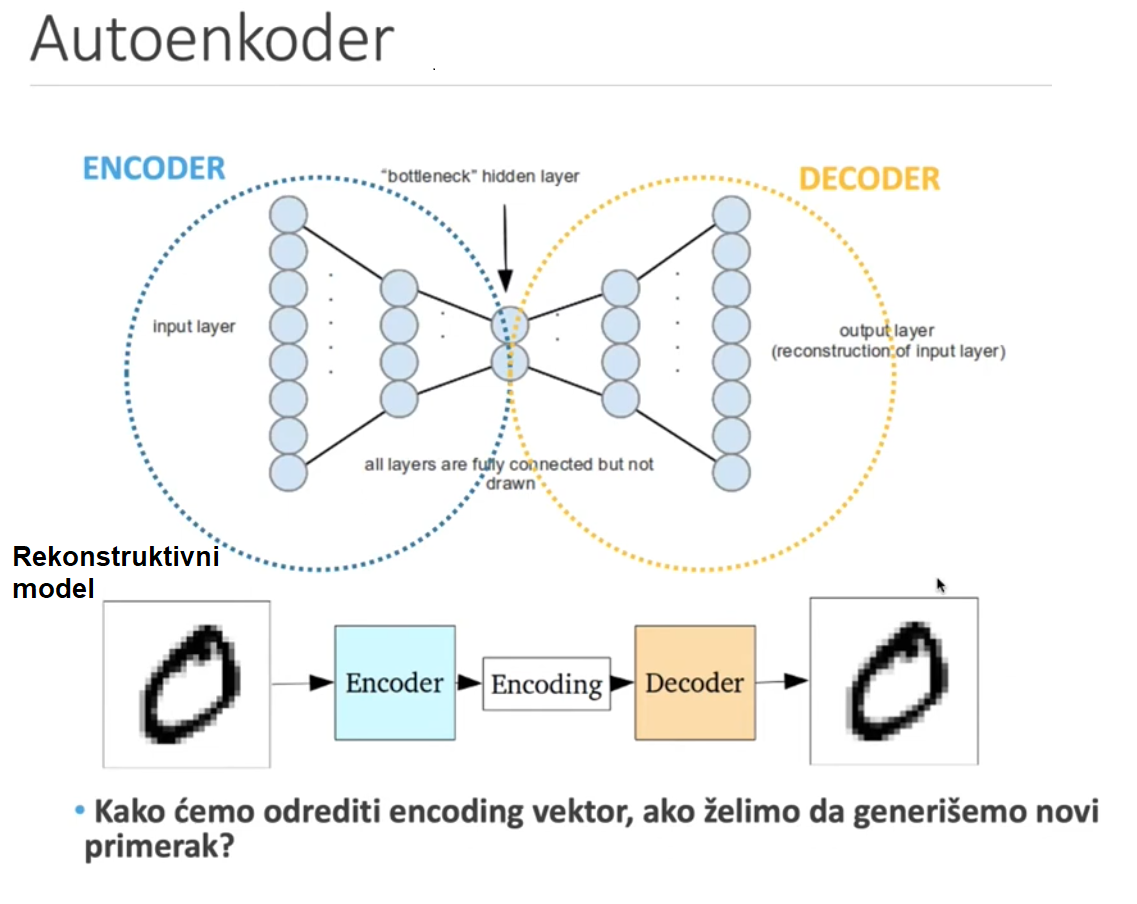 Autoenkoder
ENCODER
"bottleneck" hidden layer
DECODER
input layer
output layer
(reconstruction of input layer)
all layers are fully connected but not
drawn
Rekonstruktivni
model
Encoder
Encoding
Decoder
• Kako ćemo odrediti encoding vektor, ako želimo da generišemo novi
primerak?